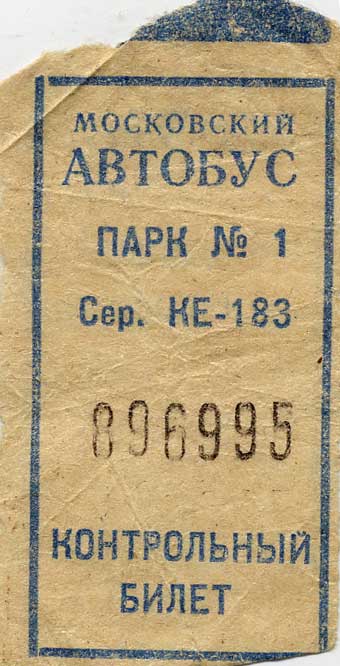 МОСКОВСКИЙ
АВТОБУС
ПАРК № 1
Сер. КЕ-183
896995
КОНТРОЛЬНЫЙ
БИЛЕТ